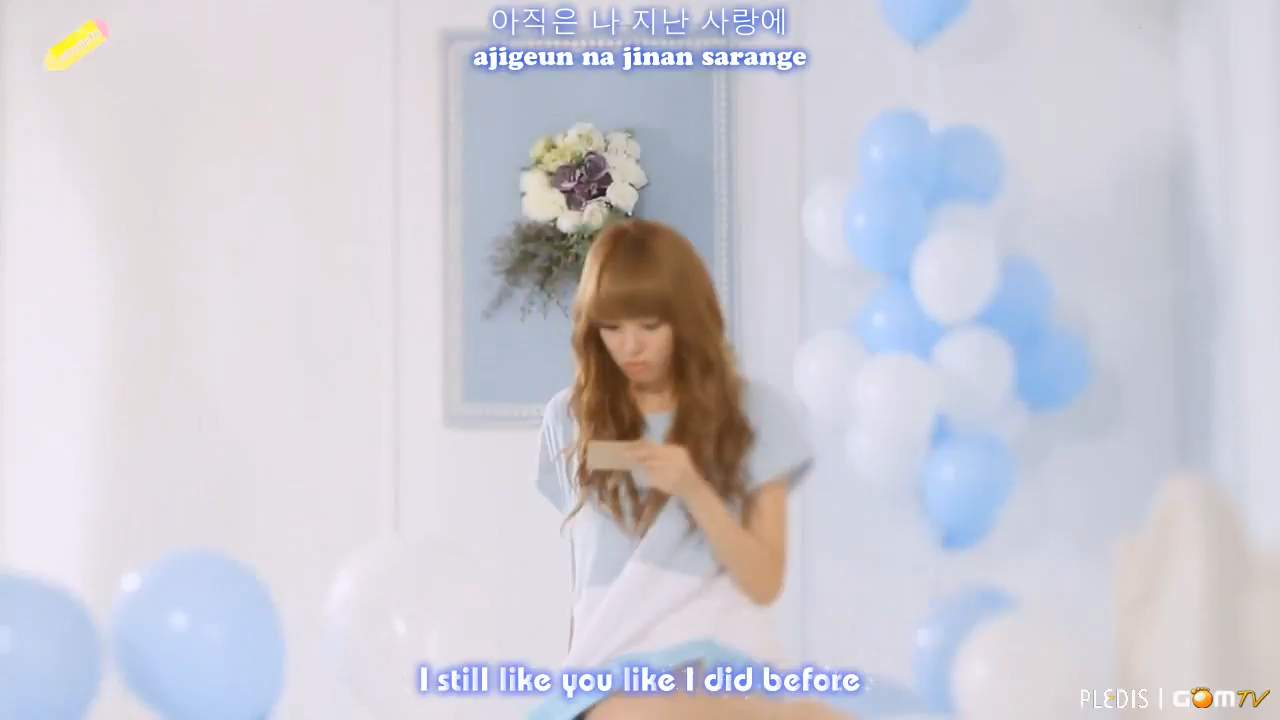 아직은 나 지난 사랑에
ajigeun na jinan sarange
I still like you like I did before
PLEDIS | GOMTV